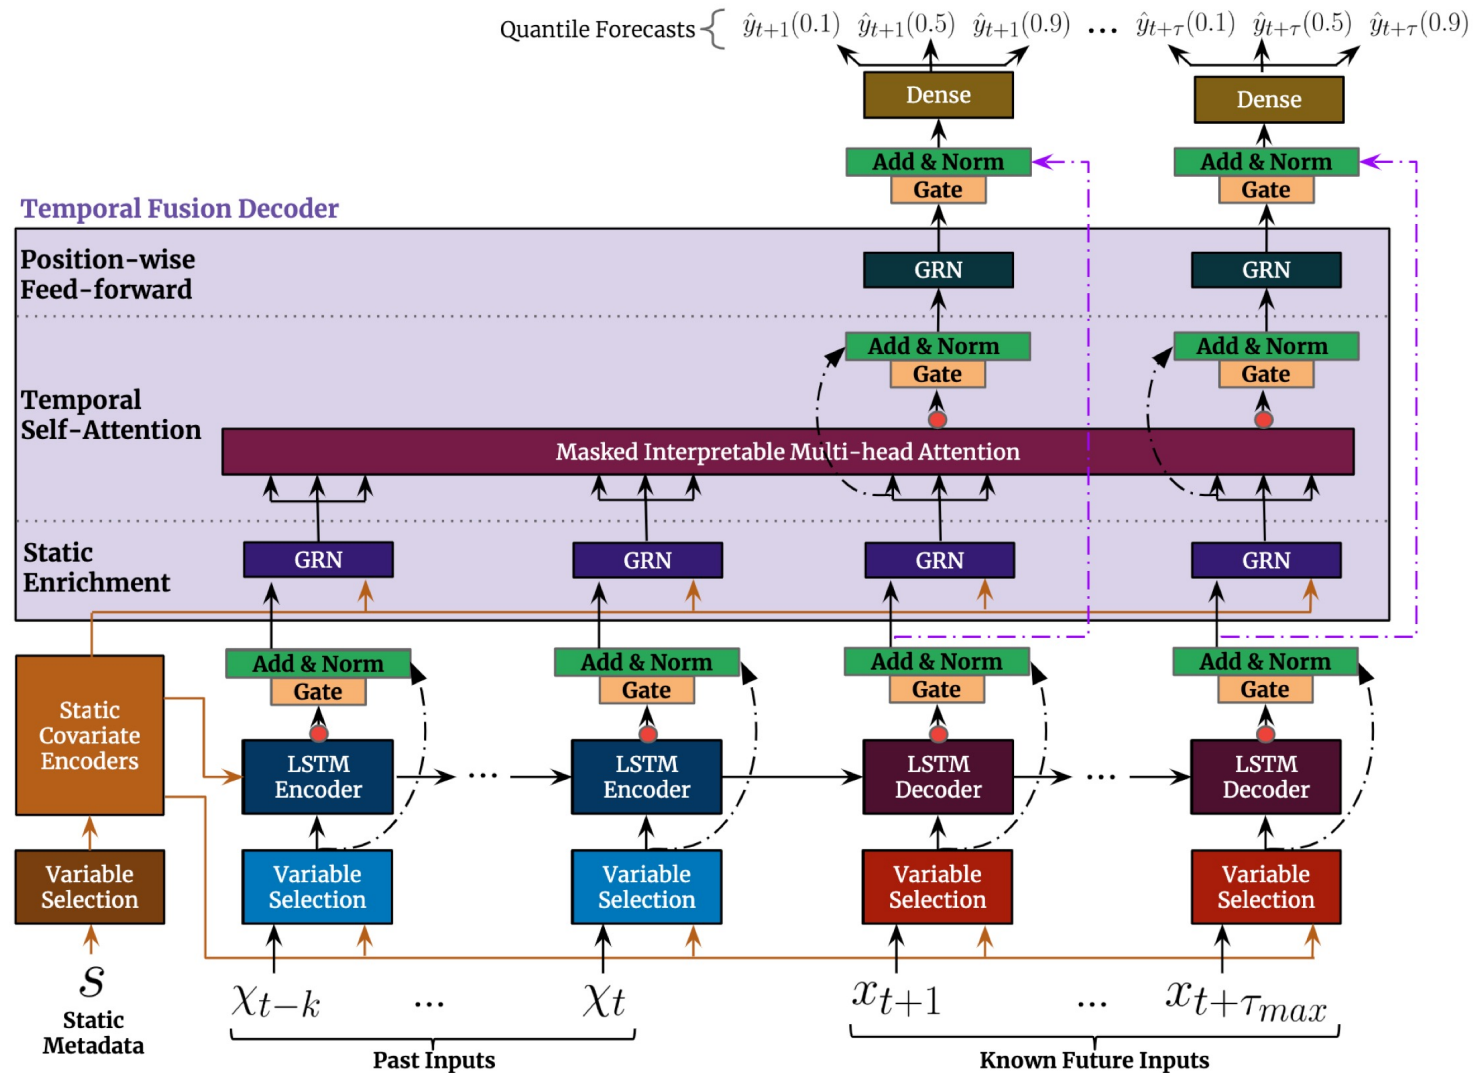 Quantile Forecasts { ŷt+1(0.1) ŷt+1(0.5) ŷt+1(0.9) ... ŷt+τ(0.1) ŷt+τ(0.5) ŷt+τ(0.9)
Dense Dense
Add & Norm Add & Norm
Gate Gate
Temporal Fusion Decoder
Position-wise
Feed-forward
GRN GRN
Add & Norm Add & Norm
Gate Gate
Temporal
Self-Attention
Masked Interpretable Multi-head Attention
Static
Enrichment
GRN GRN GRN GRN
Add & Norm Add & Norm Add & Norm Add & Norm
Gate Gate Gate Gate
Static
Covariate
Encoders
LSTM
Encoder
...
LSTM
Encoder
LSTM
Decoder
...
LSTM
Decoder
Variable
Selection
Variable
Selection
Variable
Selection
Variable
Selection
Variable
Selection
s χt−k ... χt xt+1 ... xt+τmax
Static
Metadata
Past Inputs
Known Future Inputs